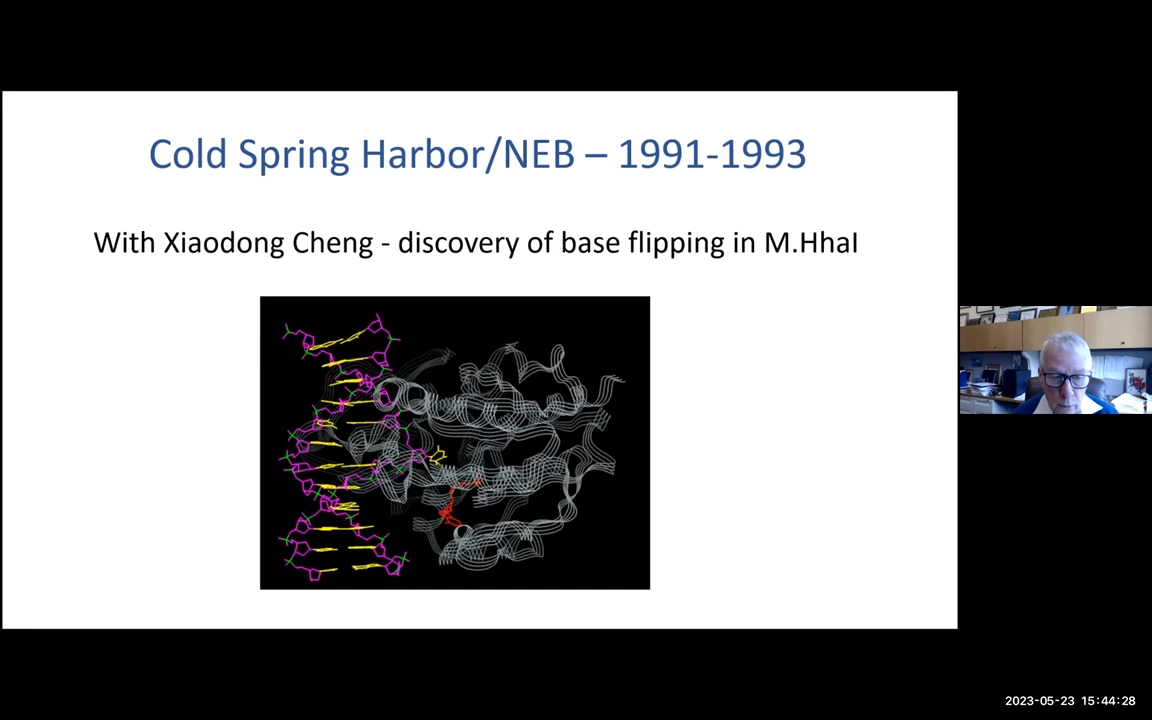 Cold Spring Harbor/NEB – 1991-1993
With Xiaodong Cheng - discovery of base flipping in M.HhaI
2023-05-23 15:44:28